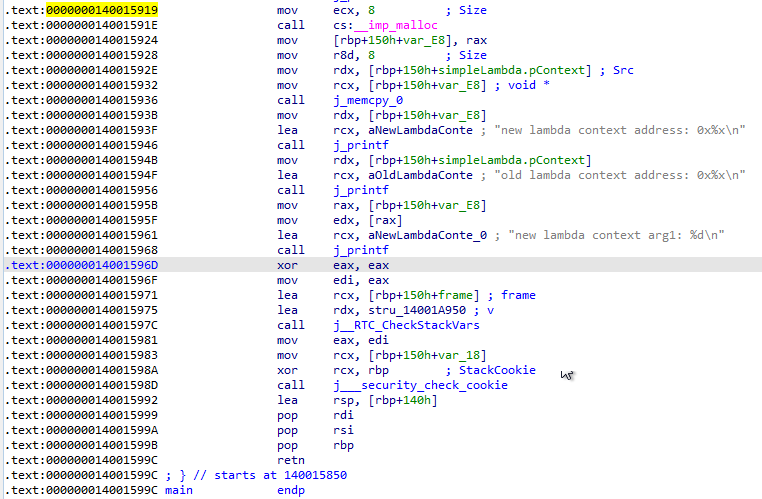 .text:0000000140015919 mov ecx, 8 ; Size
.text:000000014001591E call cs:__imp_malloc
.text:0000000140015924 mov [rbp+150h+var_E8], rax
.text:0000000140015928 mov r8d, 8 ; Size
.text:000000014001592E mov rdx, [rbp+150h+simpleLambda.pContext] ; Src
.text:0000000140015932 mov rcx, [rbp+150h+var_E8] ; void *
.text:0000000140015936 call j_memcpy_0
.text:000000014001593B mov rdx, [rbp+150h+var_E8]
.text:000000014001593F lea rcx, aNewLambdaConte ; "new lambda context address: 0x%x\n"
.text:0000000140015946 call j_printf
.text:000000014001594B mov rdx, [rbp+150h+simpleLambda.pContext]
.text:000000014001594F lea rcx, aOldLambdaConte ; "old lambda context address: 0x%x\n"
.text:0000000140015956 call j_printf
.text:000000014001595B mov rax, [rbp+150h+var_E8]
.text:000000014001595F mov edx, [rax]
.text:0000000140015961 lea rcx, aNewLambdaConte_0 ; "new lambda context arg1: %d\n"
.text:0000000140015968 call j_printf
.text:000000014001596D xor eax, eax
.text:000000014001596F mov edi, eax
.text:0000000140015971 lea rcx, [rbp+150h+frame] ; frame
.text:0000000140015975 lea rdx, stru_14001A950 ; v
.text:000000014001597C call j__RTC_CheckStackVars
.text:0000000140015981 mov eax, edi
.text:0000000140015983 mov rcx, [rbp+150h+var_18]
.text:000000014001598A xor rcx, rbp ; StackCookie
.text:000000014001598D call j___security_check_cookie
.text:0000000140015992 lea rsp, [rbp+140h]
.text:0000000140015999 pop rdi
.text:000000014001599A pop rsi
.text:000000014001599B pop rbp
.text:000000014001599C retn
.text:000000014001599C ; } // starts at 140015850
.text:000000014001599C main endp